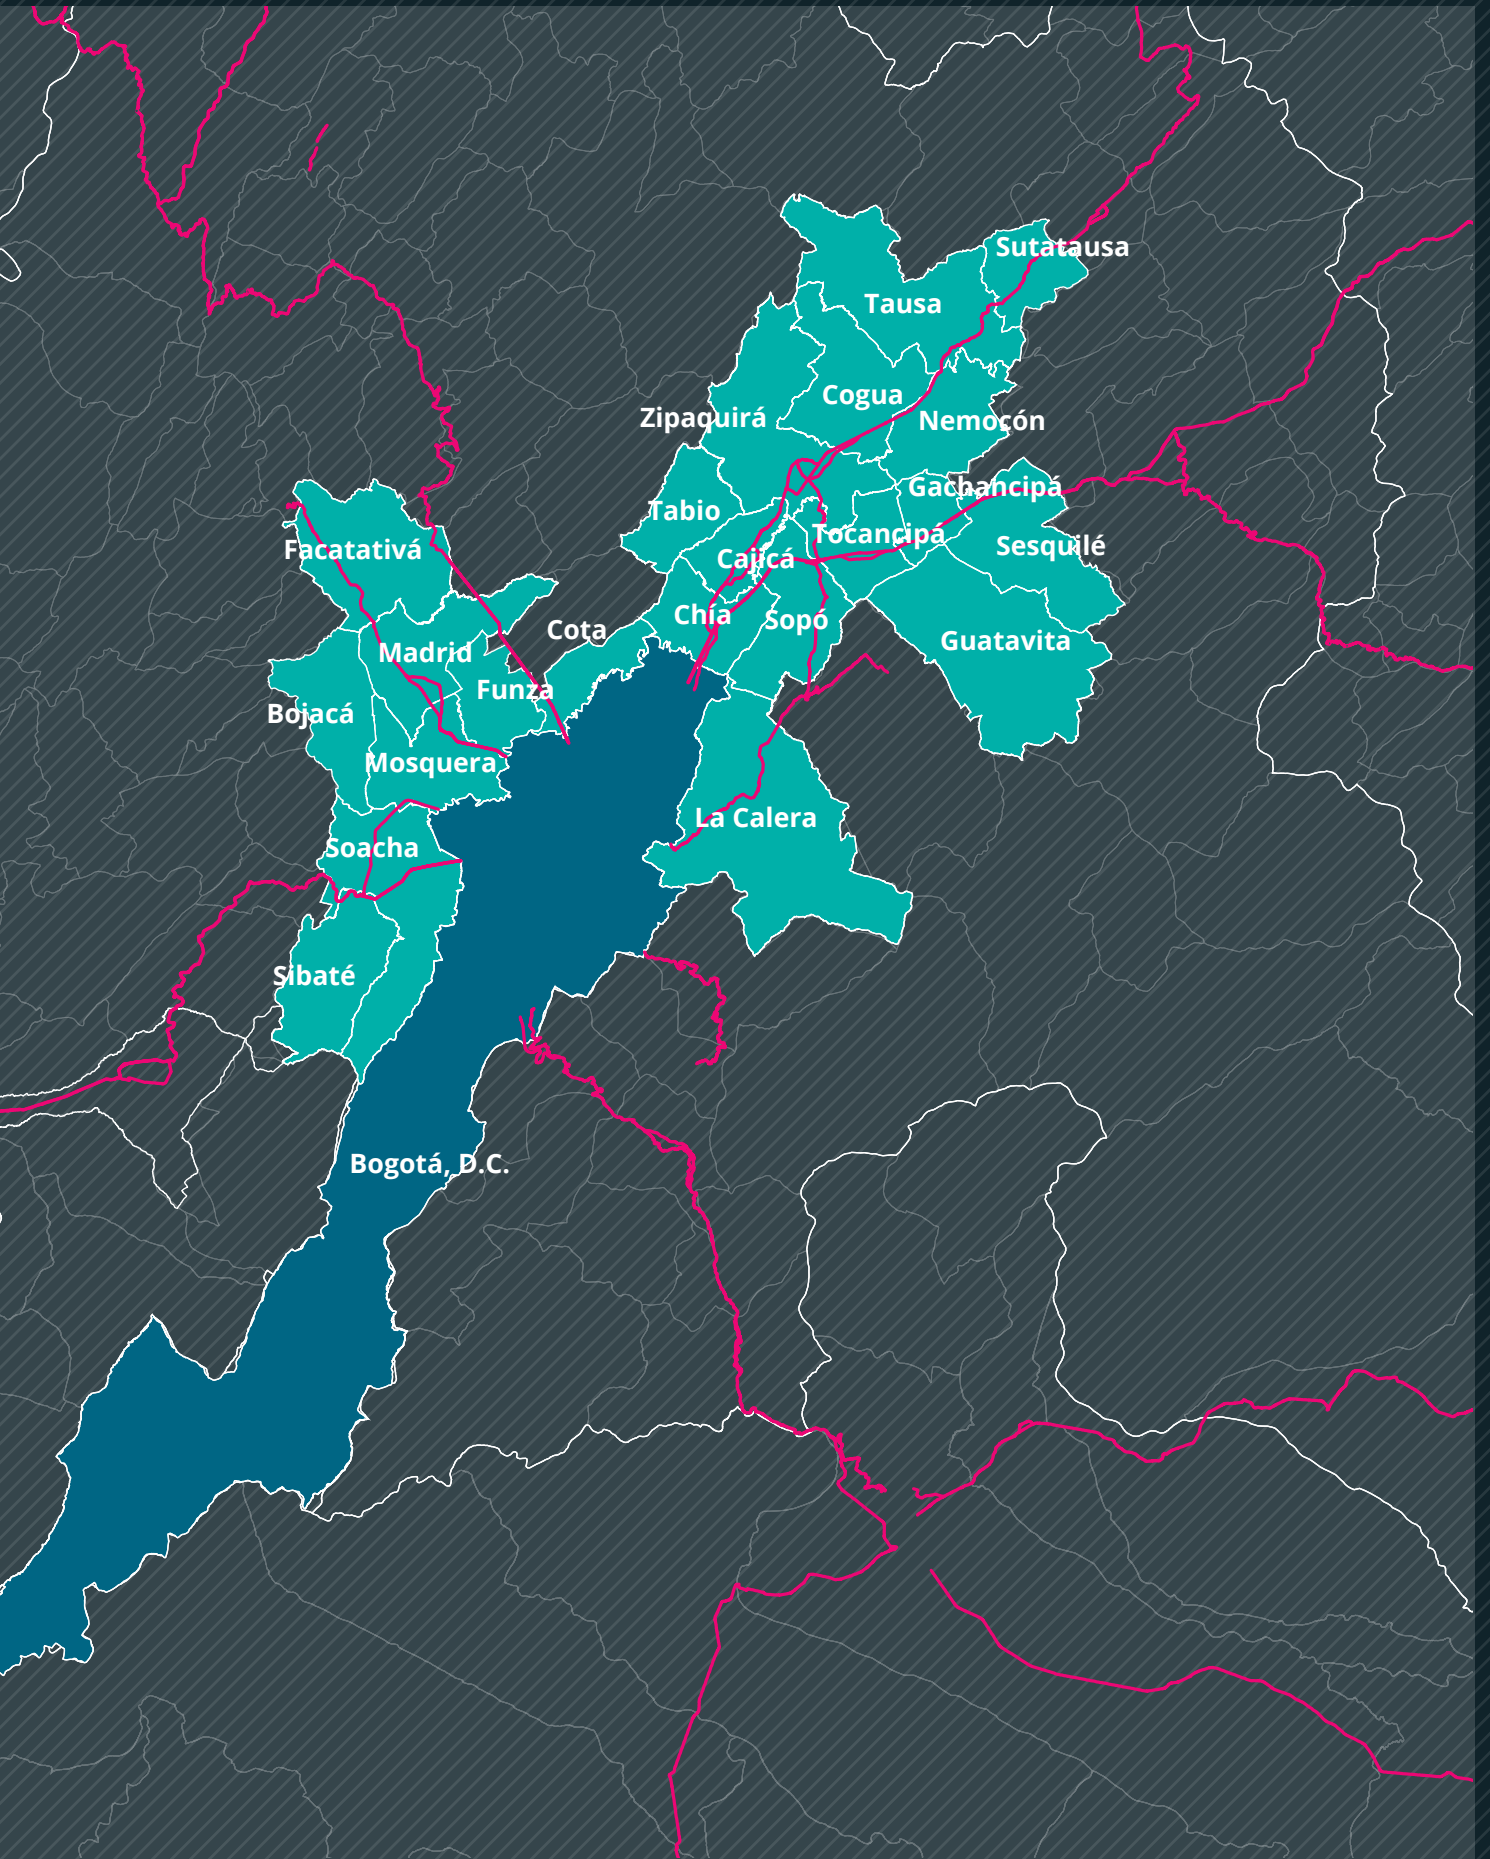 Sutatausa
Tausa
Cogua
Zipaquirá
Nemocón
Gachancipá
Tabio
Tocancipá
Sesquilé
Facatativá
Cajicá
Chía
Sopó
Cota
Guatavita
Madrid
Funza
Bojacá
Mosquera
La Calera
Soacha
Sibaté
Bogotá, D.C.